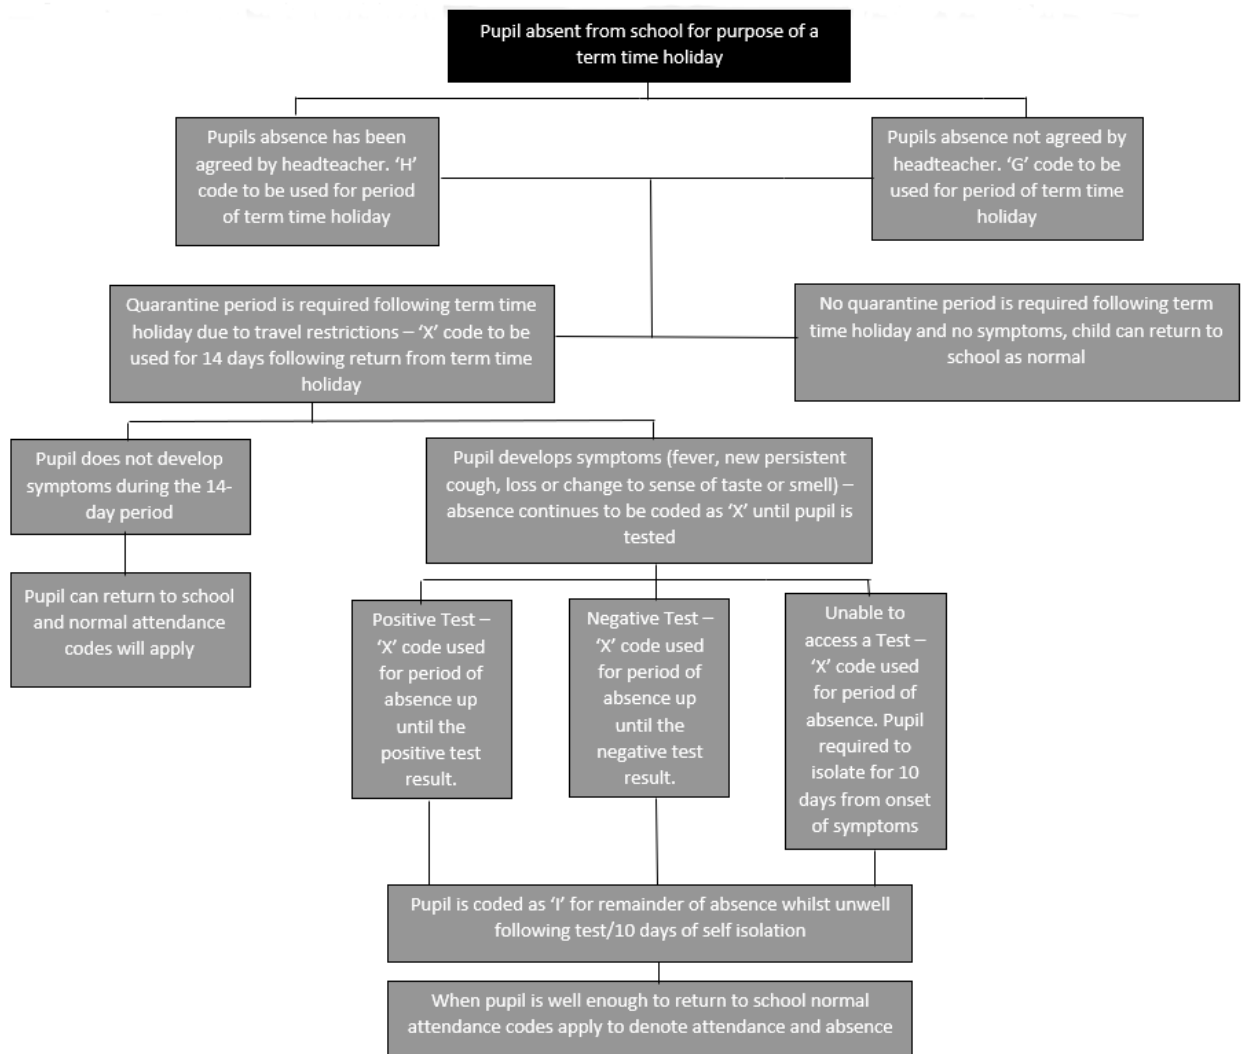 Pupil absent from school for purpose of a
term time holiday
Pupils absence has been
agreed by headteacher. ‘H’
code to be used for period
of term time holiday
Pupils absence not agreed by
headteacher. ‘G’ code to be
used for period of term time
holiday
Quarantine period is required following term time
holiday due to travel restrictions – ‘X’ code to be
used for 14 days following return from term time
holiday
No quarantine period is required following term
time holiday and no symptoms, child can return to
school as normal
Pupil does not develop
symptoms during the 14-
day period
Pupil develops symptoms (fever, new persistent
cough, loss or change to sense of taste or smell) –
absence continues to be coded as ‘X’ until pupil is
tested
Pupil can return to school
and normal attendance
codes will apply
Positive Test –
‘X’ code used
for period of
absence up
until the
positive test
result.
Negative Test –
‘X’ code used
for period of
absence up
until the
negative test
result.
Unable to
access a Test –
‘X’ code used
for period of
absence. Pupil
required to
isolate for 10
days from onset
of symptoms
Pupil is coded as ‘I’ for remainder of absence whilst unwell
following test/10 days of self isolation
When pupil is well enough to return to school normal
attendance codes apply to denote attendance and absence